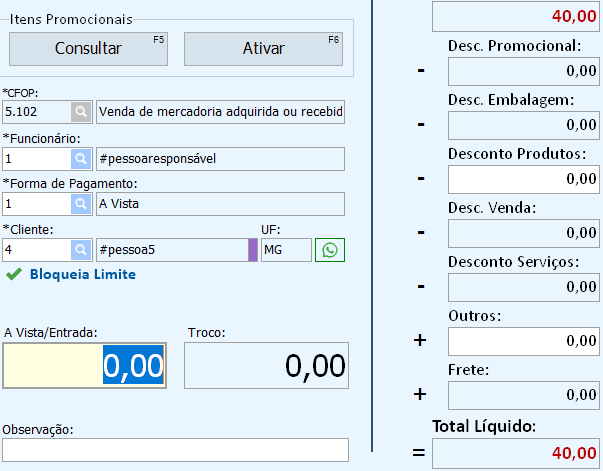 Itens Promocionais
Consultar F5
Ativar F6
*CFOP:
5.102 Venda de mercadoria adquirida ou recebid
*Funcionário:
1 #pessoaresponsável
*Forma de Pagamento:
1 A Vista
*Cliente: UF:
4 #pessoa5 MG
Bloqueia Limite
A Vista/Entrada: Troco:
0,00 0,00
Observação:
40,00
Desc. Promocional:
- 0,00
Desc. Embalagem:
- 0,00
Desconto Produtos:
- 0,00
Desc. Venda:
- 0,00
Desconto Serviços:
- 0,00
Outros:
+ 0,00
Frete:
+ 0,00
Total Líquido:
= 40,00